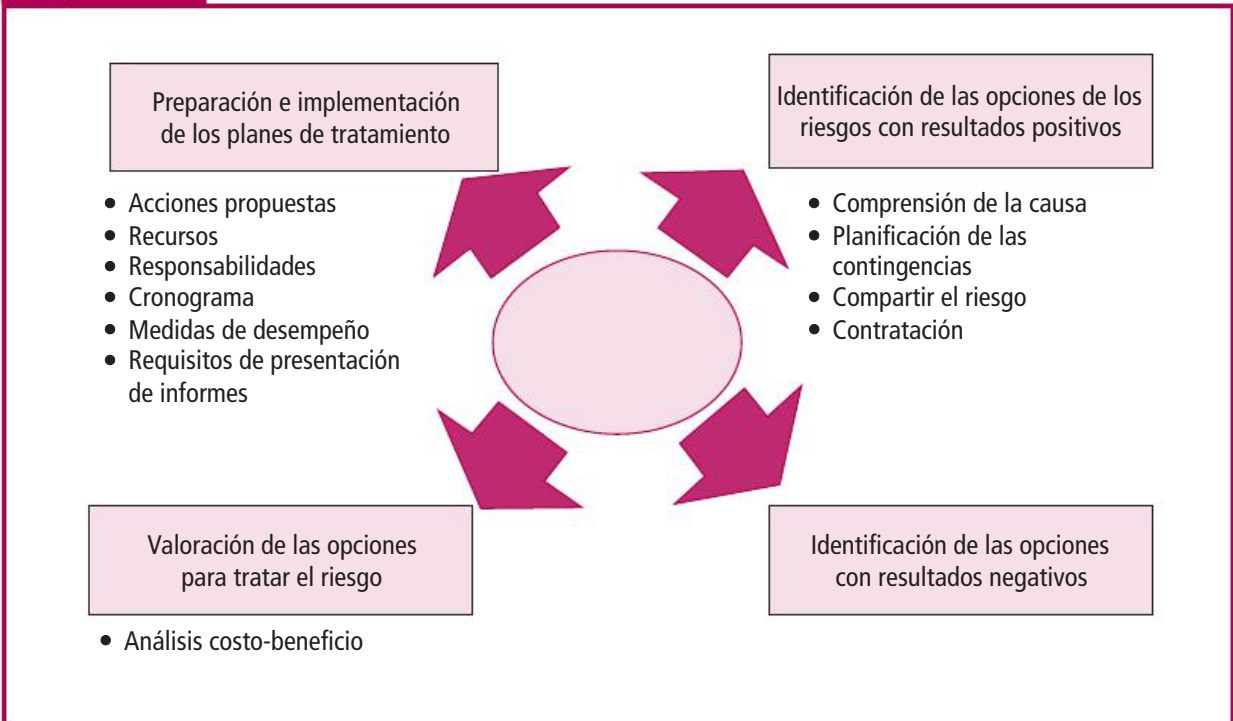 Preparación e implementación
de los planes de tratamiento
• Acciones propuestas
• Recursos
• Responsabilidades
• Cronograma
• Medidas de desempeño
• Requisitos de presentación
de informes
Identificación de las opciones de los
riesgos con resultados positivos
• Comprensión de la causa
• Planificación de las
contingencias
• Compartir el riesgo
• Contratación
Valoración de las opciones
para tratar el riesgo
• Análisis costo-beneficio
Identificación de las opciones
con resultados negativos